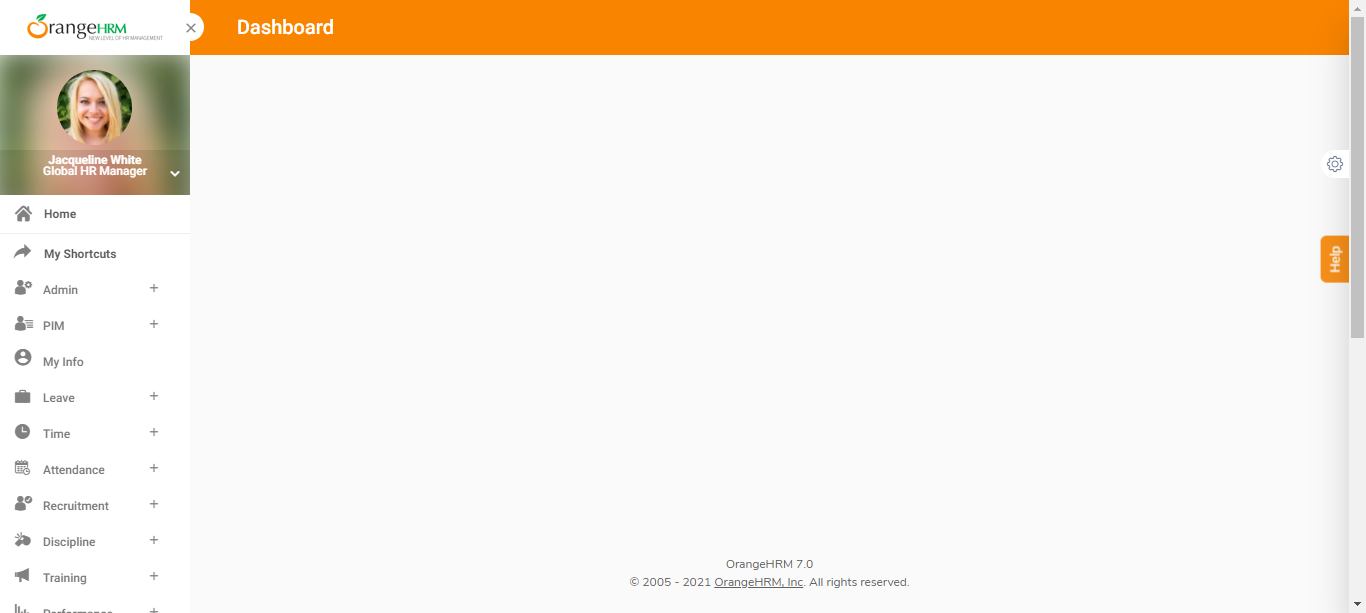 OrangeHRM
NEW LEVEL OF HR MANAGEMENT
Dashboard
Jacqueline White
Global HR Manager
Home
My Shortcuts
Admin
PIM
My Info
Leave
Time
Attendance
Recruitment
Discipline
Training
Performance
Help
OrangeHRM 7.0
© 2005 - 2021 OrangeHRM, Inc. All rights reserved.